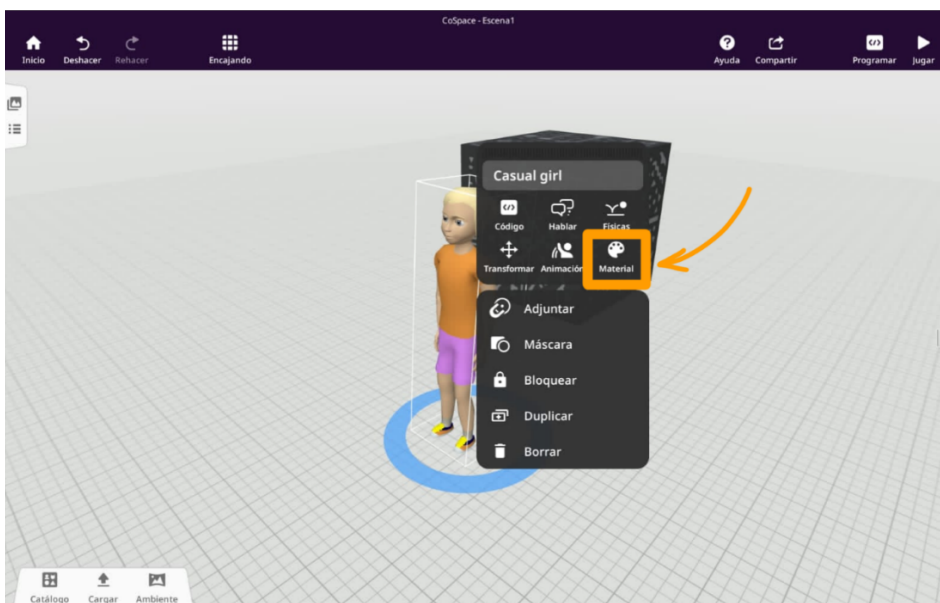 CoSpace - Escena1
Inicio Deshacer Rehacer Encajando Ayuda Compartir Programar Jugar
Casual girl
Código Hablar Físicas
Transformar Animación Material
Adjuntar
Máscara
Bloquear
Duplicar
Borrar
Catálogo Cargar Ambiente